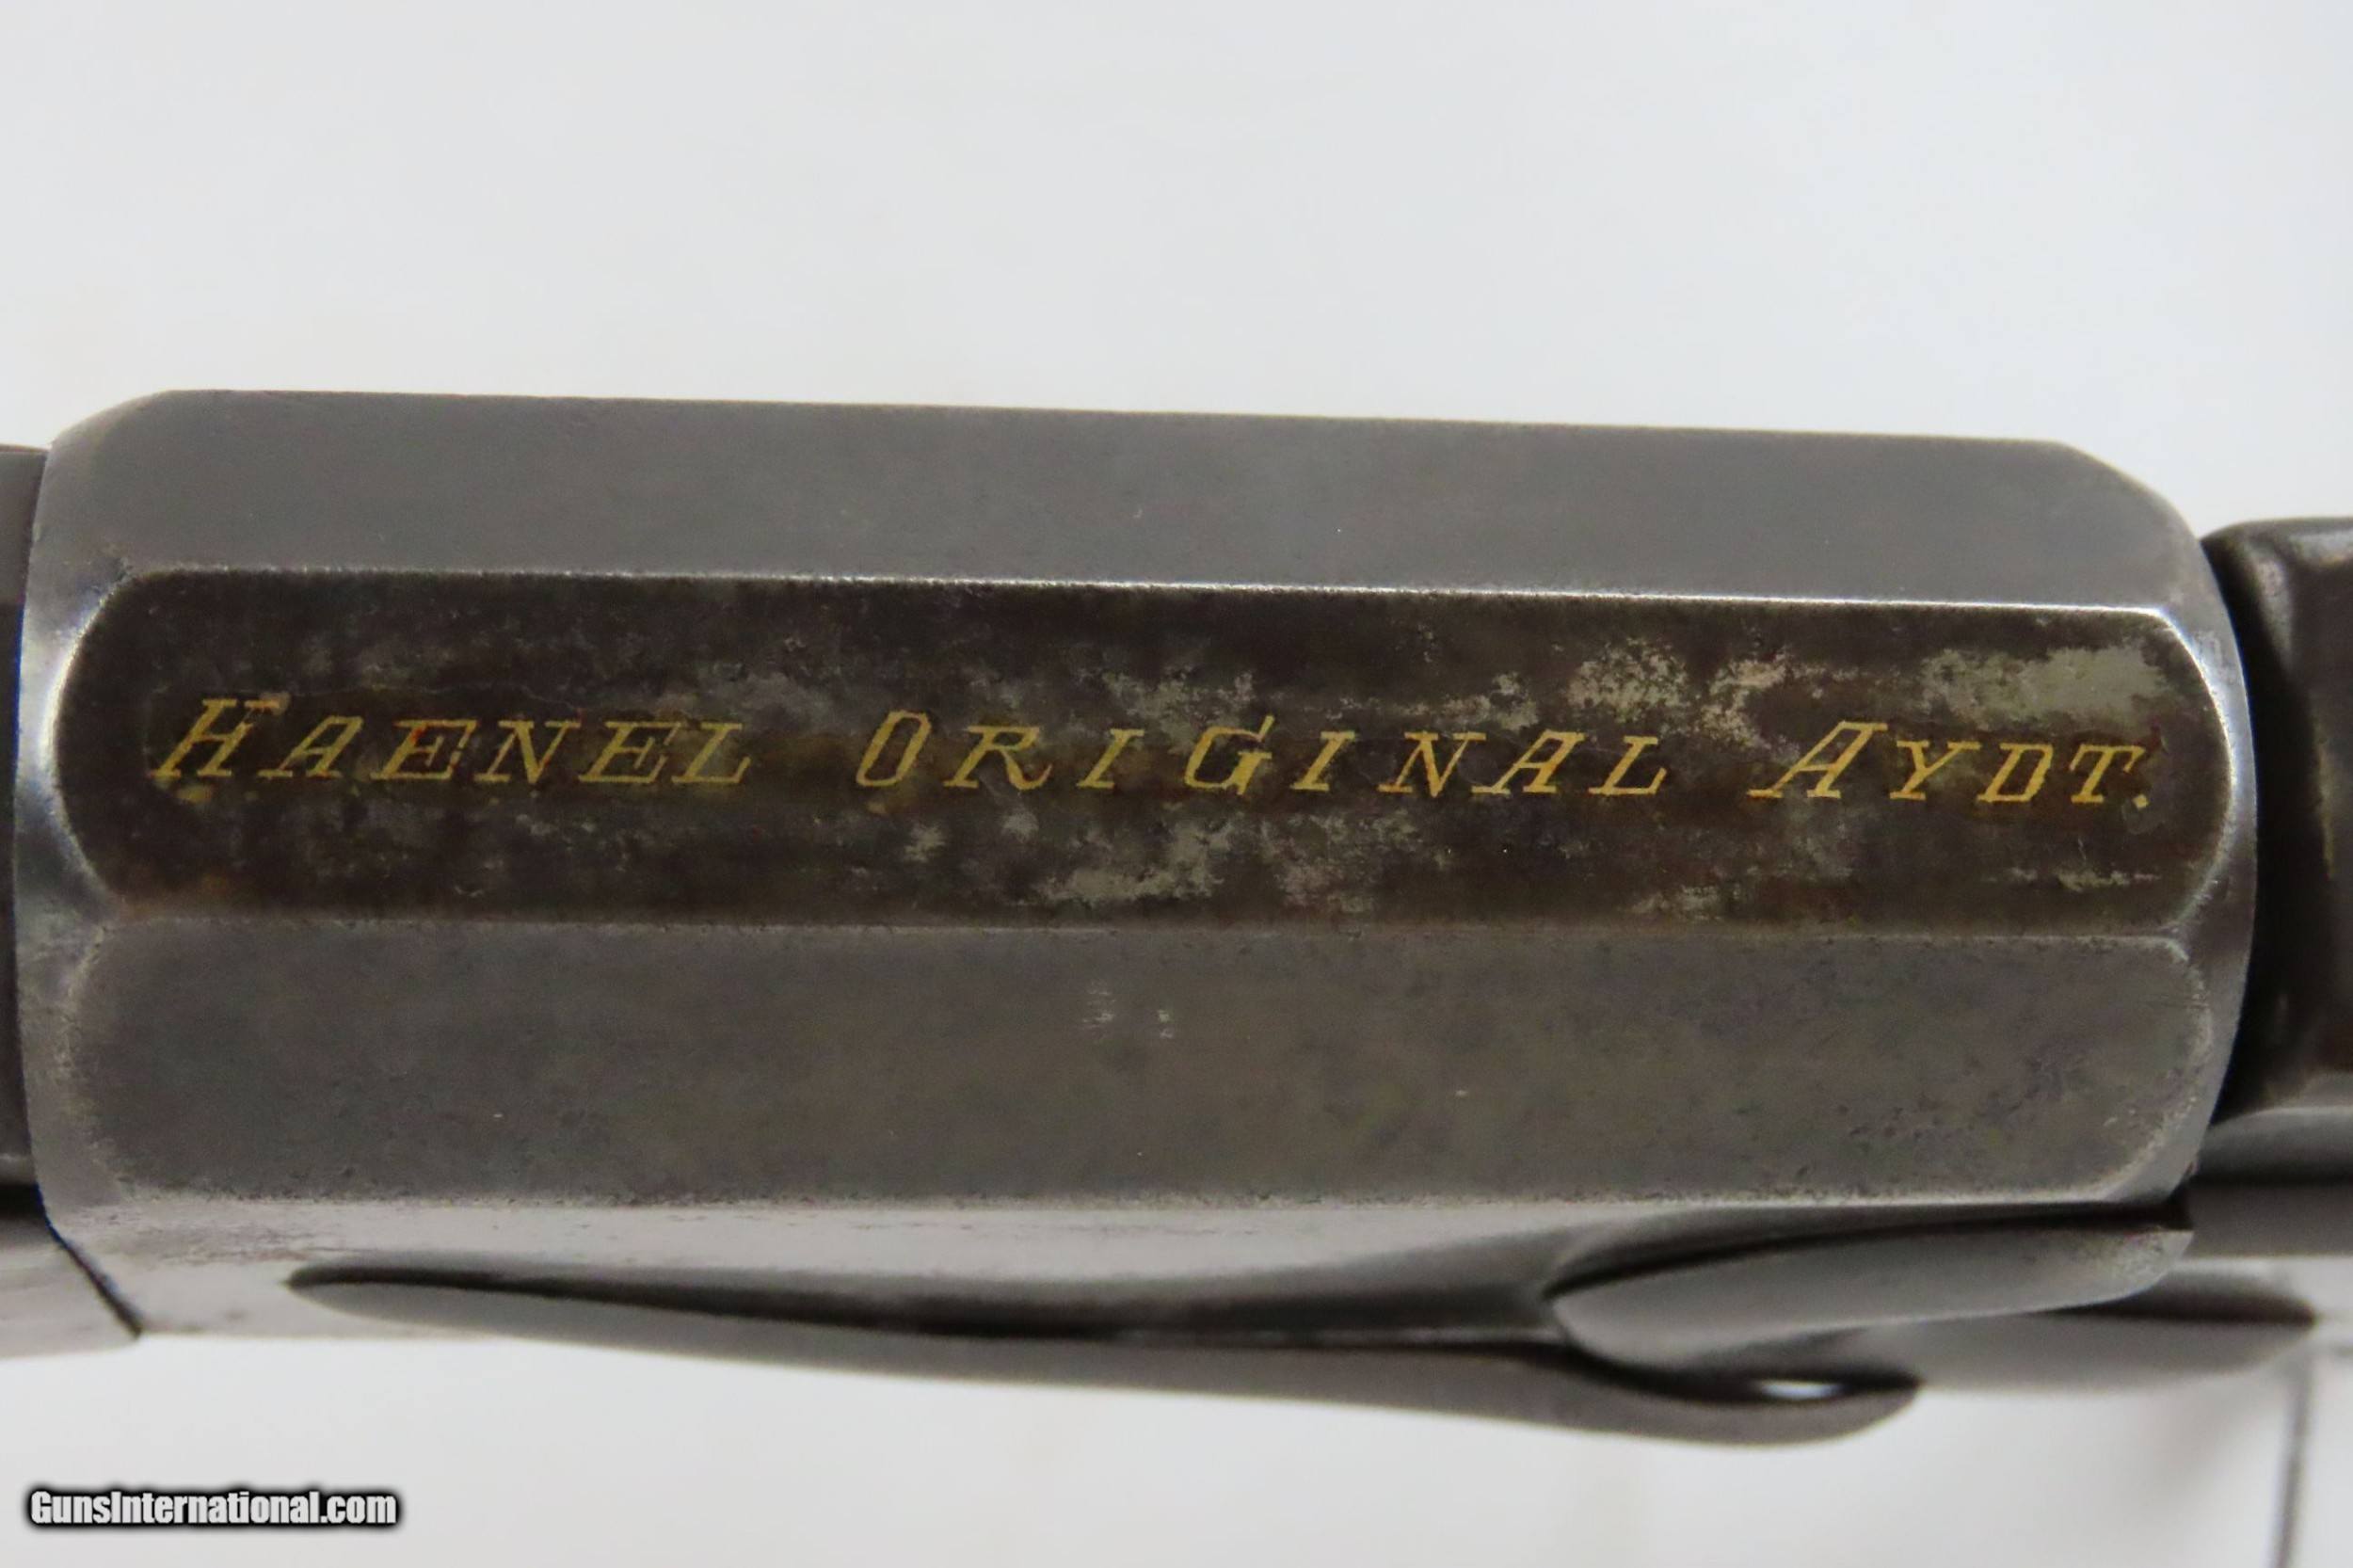 HAENEL ORIGINAL AYDT.
GunsInternational.com